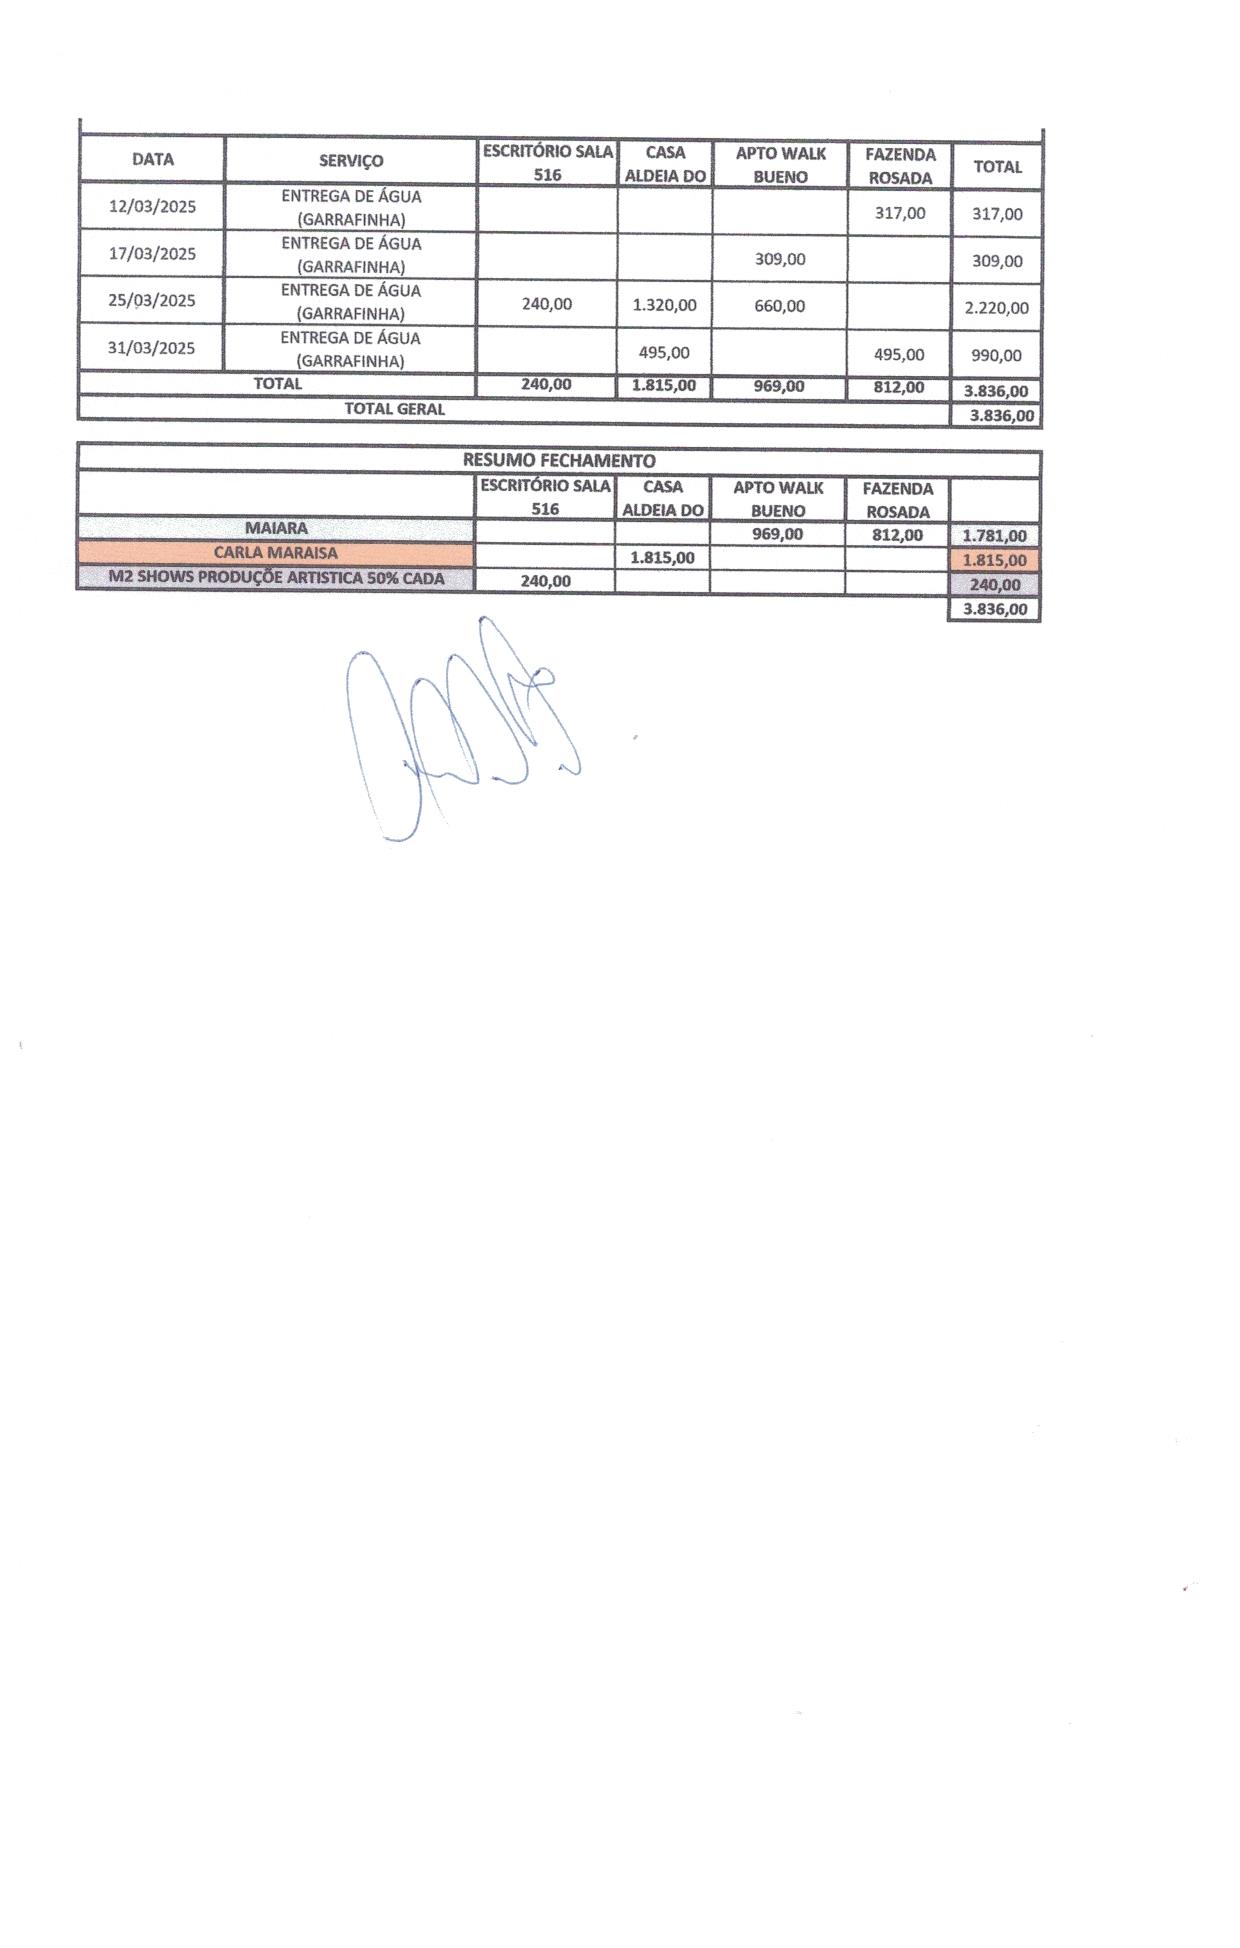 DATA SERVIÇO ESCRITÓRIO SALA 516 CASA ALDEIA DO APTO WALK BUENO FAZENDA ROSADA TOTAL
12/03/2025 ENTREGA DE ÁGUA (GARRAFINHA) 317,00 317,00
17/03/2025 ENTREGA DE ÁGUA (GARRAFINHA) 309,00 309,00
25/03/2025 ENTREGA DE ÁGUA (GARRAFINHA) 240,00 1.320,00 660,00 2.220,00
31/03/2025 ENTREGA DE ÁGUA (GARRAFINHA) 495,00 495,00 990,00
TOTAL 240,00 1.815,00 969,00 812,00 3.836,00
TOTAL GERAL 3.836,00
RESUMO FECHAMENTO
ESCRITÓRIO SALA 516 CASA ALDEIA DO APTO WALK BUENO FAZENDA ROSADA
MAIARA 969,00 812,00 1.781,00
CARLA MARAISA 1.815,00 1.815,00
M2 SHOWS PRODUÇÕE ARTISTICA 50% CADA 240,00 240,00
3.836,00